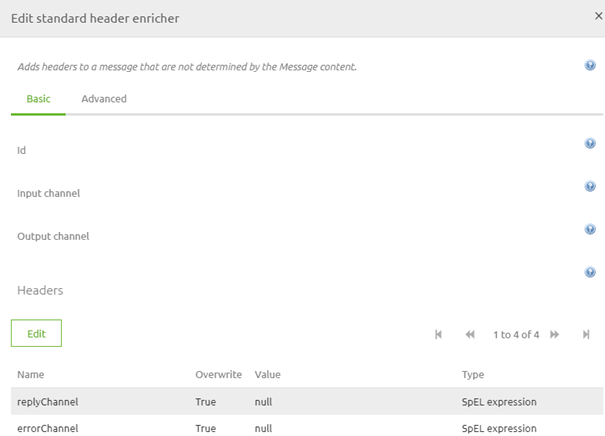 Edit standard header enricher
Adds headers to a message that are not determined by the Message content.
Basic Advanced
Id
Input channel
Output channel
Headers
Edit 1 to 4 of 4
Name Overwrite Value Type
replyChannel True null SpEL expression
errorChannel True null SpEL expression